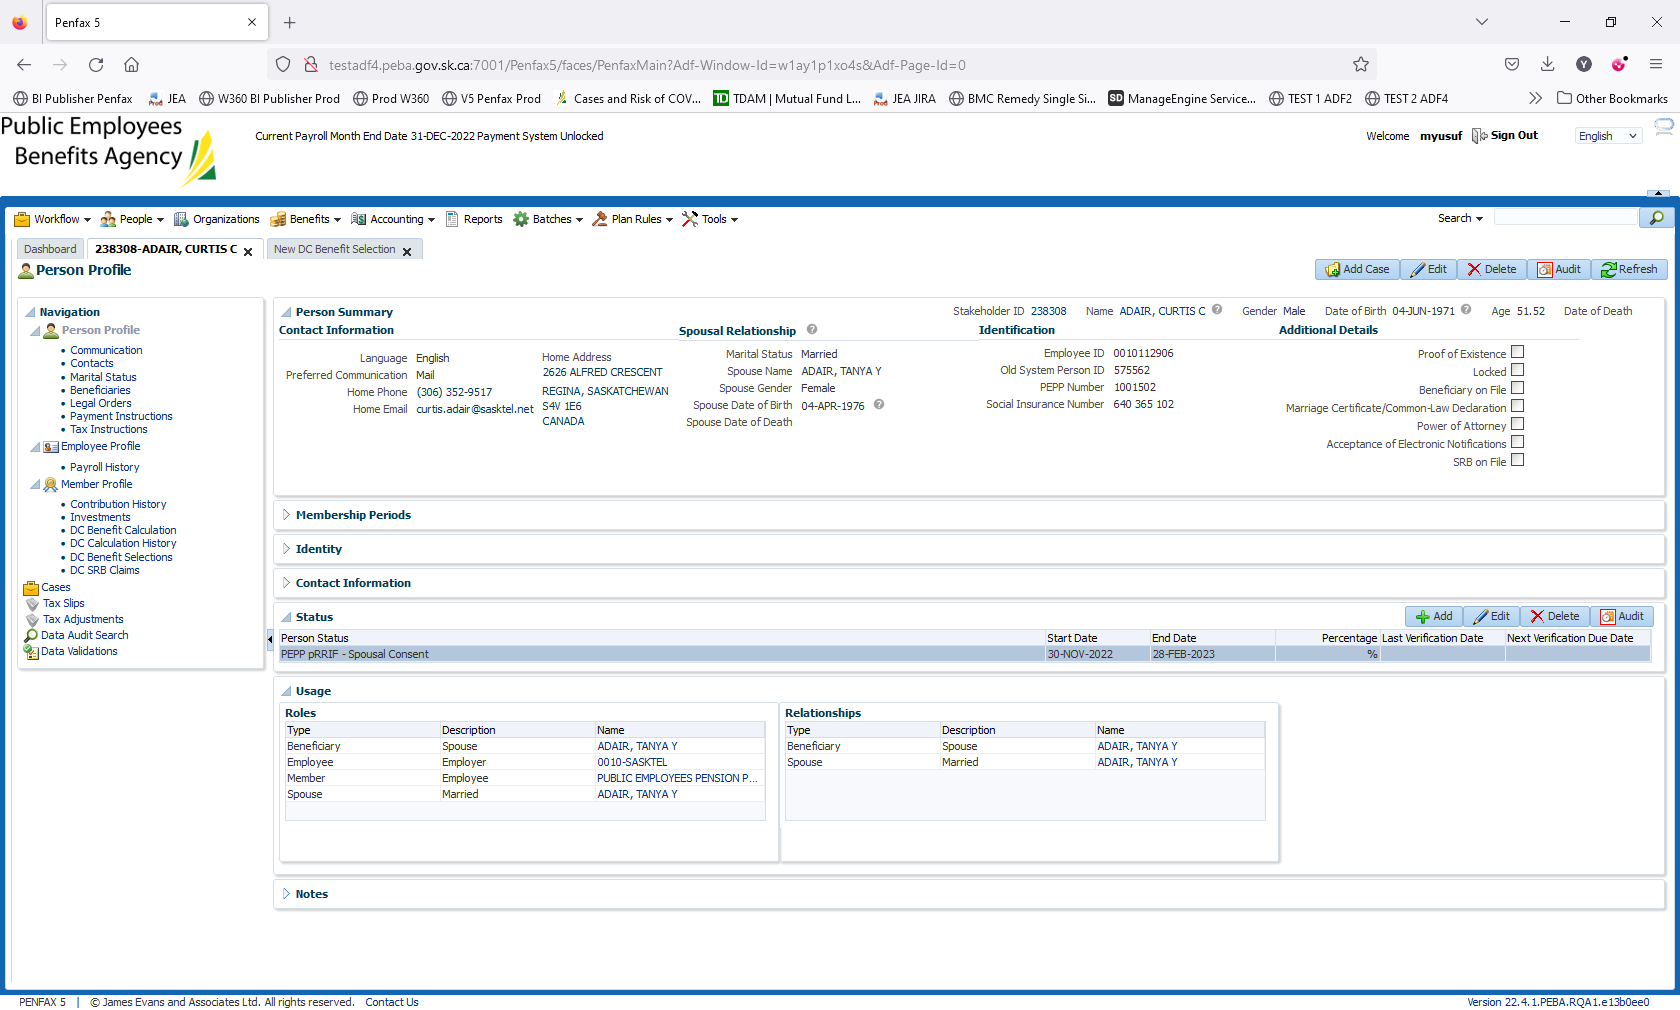 Penfax 5
testadf4.peba.gov.sk.ca:7001/Penfax5/faces/PenfaxMain?Adf-Window-Id=w1ay1p1xo4s&Adf-Page-Id=0
Y
BI Publisher Penfax
JEA
W360 BI Publisher Prod
Prod W360
V5 Penfax Prod
Cases and Risk of COV...
TDAM | Mutual Fund L...
JEA JIRA
BMC Remedy Single Si...
SD ManageEngine Service...
TEST 1 ADF2
TEST 2 ADF4
Other Bookmarks
Public Employees
Benefits Agency
Current Payroll Month End Date 31-DEC-2022 Payment System Unlocked
Welcome myusuf Sign Out English
Workflow People Organizations Benefits Accounting Reports Batches Plan Rules Tools Search
Dashboard 238308-ADAIR, CURTIS C New DC Benefit Selection
Person Profile
Add Case Edit Delete Audit Refresh
Navigation
Person Profile
Communication
Contacts
Marital Status
Beneficiaries
Legal Orders
Payment Instructions
Tax Instructions
Employee Profile
Payroll History
Member Profile
Contribution History
Investments
DC Benefit Calculation
DC Calculation History
DC Benefit Selections
DC SRB Claims
Cases
Tax Slips
Tax Adjustments
Data Audit Search
Data Validations
Person Summary
Stakeholder ID 238308 Name ADAIR, CURTIS C Gender Male Date of Birth 04-JUN-1971 Age 51.52 Date of Death
Contact Information
Language English
Preferred Communication Mail
Home Phone (306) 352-9517
Home Email curtis.adair@sasktel.net
Home Address
2626 ALFRED CRESCENT
REGINA, SASKATCHEWAN
S4V 1E6
CANADA
Spousal Relationship
Marital Status Married
Spouse Name ADAIR, TANYA Y
Spouse Gender Female
Spouse Date of Birth 04-APR-1976
Spouse Date of Death
Identification
Employee ID 0010112906
Old System Person ID 575562
PEPP Number 1001502
Social Insurance Number 640 365 102
Additional Details
Proof of Existence
Locked
Beneficiary on File
Marriage Certificate/Common-Law Declaration
Power of Attorney
Acceptance of Electronic Notifications
SRB on File
Membership Periods
Identity
Contact Information
Status
Add Edit Delete Audit
Person Status Start Date End Date Percentage Last Verification Date Next Verification Due Date
PEPP pRRIF - Spousal Consent 30-NOV-2022 28-FEB-2023 %
Usage
Roles
Type Description Name
Beneficiary Spouse ADAIR, TANYA Y
Employee Employer 0010-SASKTEL
Member Employee PUBLIC EMPLOYEES PENSION P...
Spouse Married ADAIR, TANYA Y
Relationships
Type Description Name
Beneficiary Spouse ADAIR, TANYA Y
Spouse Married ADAIR, TANYA Y
Notes
PENFAX 5 | © James Evans and Associates Ltd. All rights reserved. Contact Us
Version 22.4.1.PEBA.RQA1.e13b0ee0